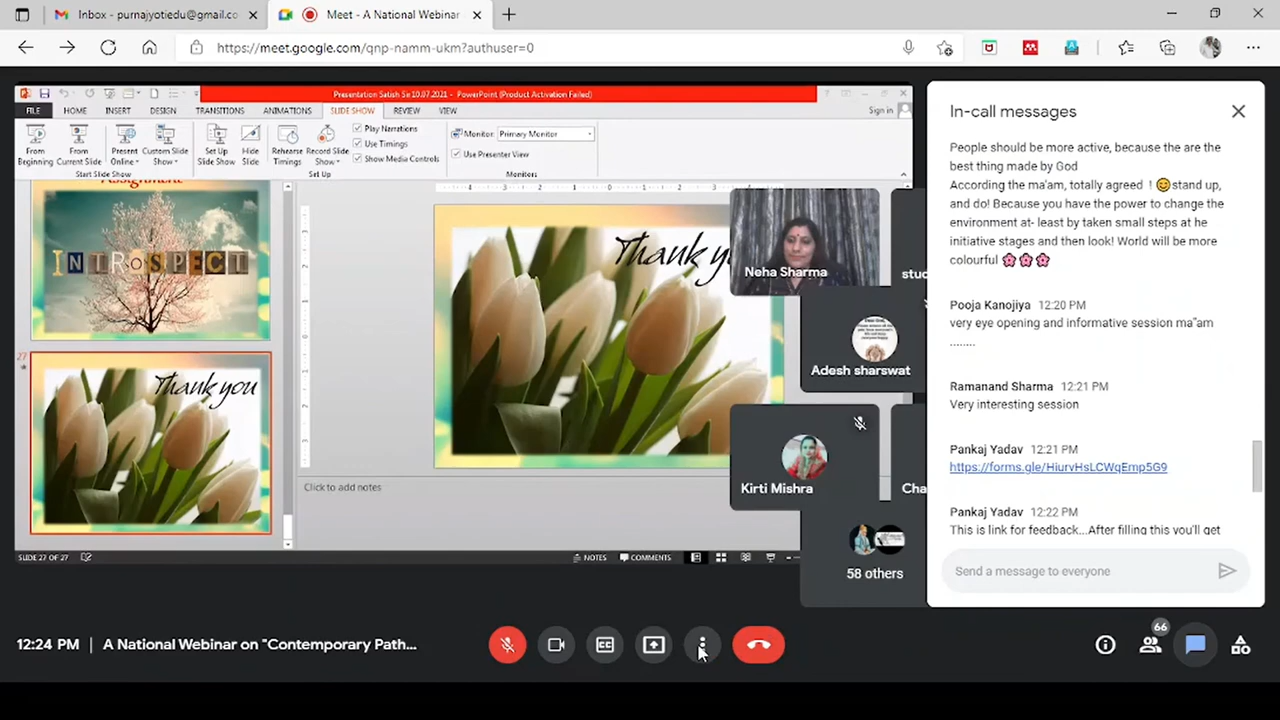 Inbox - purnajyotiedu@gmail.co
Meet - A National Webinar
https://meet.google.com/qnp-namm-ukm?authuser=0
Presentation Satish Se 10.07.2021 - PowerPoint (Product Activation Failed)
FILE HOME INSERT DESIGN TRANSITIONS ANIMATIONS SLIDE SHOW REVIEW VIEW Sign in
From Beginning
From Current Slide
Present Online
Custom Slide Show
Set Up Slide Show
Hide Slide
Rehearse Timings
Record Slide Show
Play Narrations
Use Timings
Show Media Controls
Monitor: Primary Monitor
Use Presenter View
Start Slide Show
Set Up
Monitors
Assignment
INTROSPECT
27
Thank you
Thank y
Click to add notes
SLIDE 27 OF 27
NOTES COMMENTS
Neha Sharma
stu
Adesh sharswat
Kirti Mishra
Cha
58 others
In-call messages
People should be more active, because the are the
best thing made by God
According the ma'am, totally agreed ! 😊stand up,
and do! Because you have the power to change the
environment at- least by taken small steps at he
initiative stages and then look! World will be more
colourful 🌸🌸🌸
Pooja Kanojiya 12:20 PM
very eye opening and informative session ma"am
........
Ramanand Sharma 12:21 PM
Very interesting session
Pankaj Yadav 12:21 PM
https://forms.gle/HiurvHsLCWqEmp5G9
Pankaj Yadav 12:22 PM
This is link for feedback...After filling this you'll get
Send a message to everyone
12:24 PM | A National Webinar on "Contemporary Path...
66